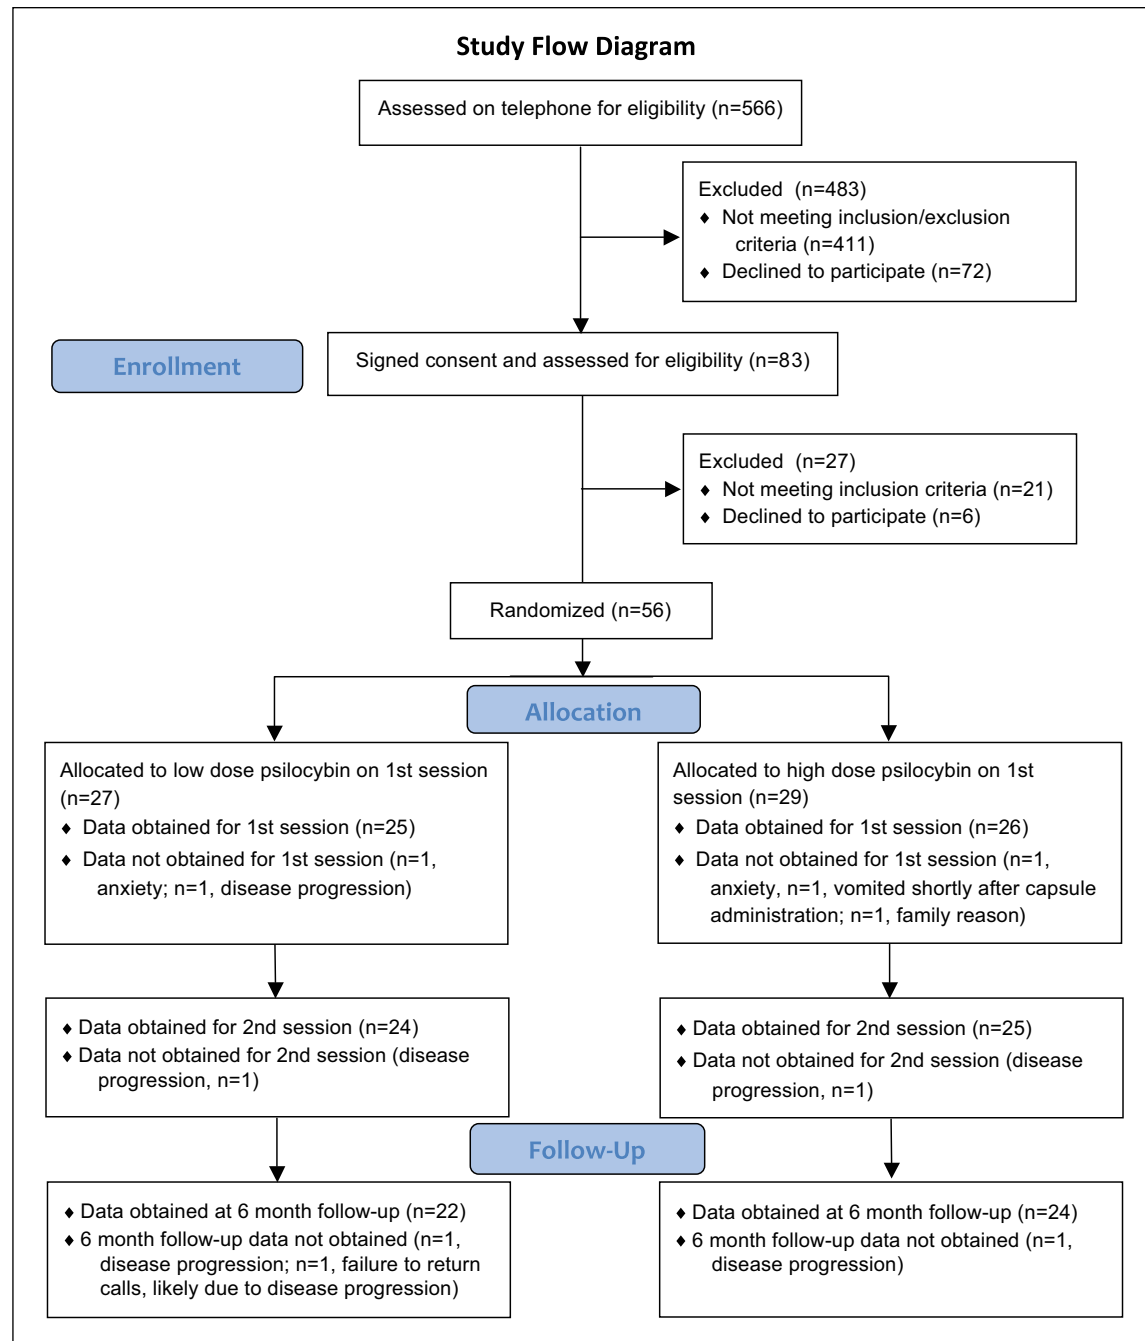 Study Flow Diagram
Assessed on telephone for eligibility (n=566)
Excluded (n=483)
♦ Not meeting inclusion/exclusion
criteria (n=411)
♦ Declined to participate (n=72)
Enrollment
Signed consent and assessed for eligibility (n=83)
Excluded (n=27)
♦ Not meeting inclusion criteria (n=21)
♦ Declined to participate (n=6)
Randomized (n=56)
Allocation
Allocated to low dose psilocybin on 1st session
(n=27)
♦ Data obtained for 1st session (n=25)
♦ Data not obtained for 1st session (n=1,
anxiety; n=1, disease progression)
Allocated to high dose psilocybin on 1st
session (n=29)
♦ Data obtained for 1st session (n=26)
♦ Data not obtained for 1st session (n=1,
anxiety, n=1, vomited shortly after capsule
administration; n=1, family reason)
♦ Data obtained for 2nd session (n=24)
♦ Data not obtained for 2nd session (disease
progression, n=1)
♦ Data obtained for 2nd session (n=25)
♦ Data not obtained for 2nd session (disease
progression, n=1)
Follow-Up
♦ Data obtained at 6 month follow-up (n=22)
♦ 6 month follow-up data not obtained (n=1,
disease progression; n=1, failure to return
calls, likely due to disease progression)
♦ Data obtained at 6 month follow-up (n=24)
♦ 6 month follow-up data not obtained (n=1,
disease progression)